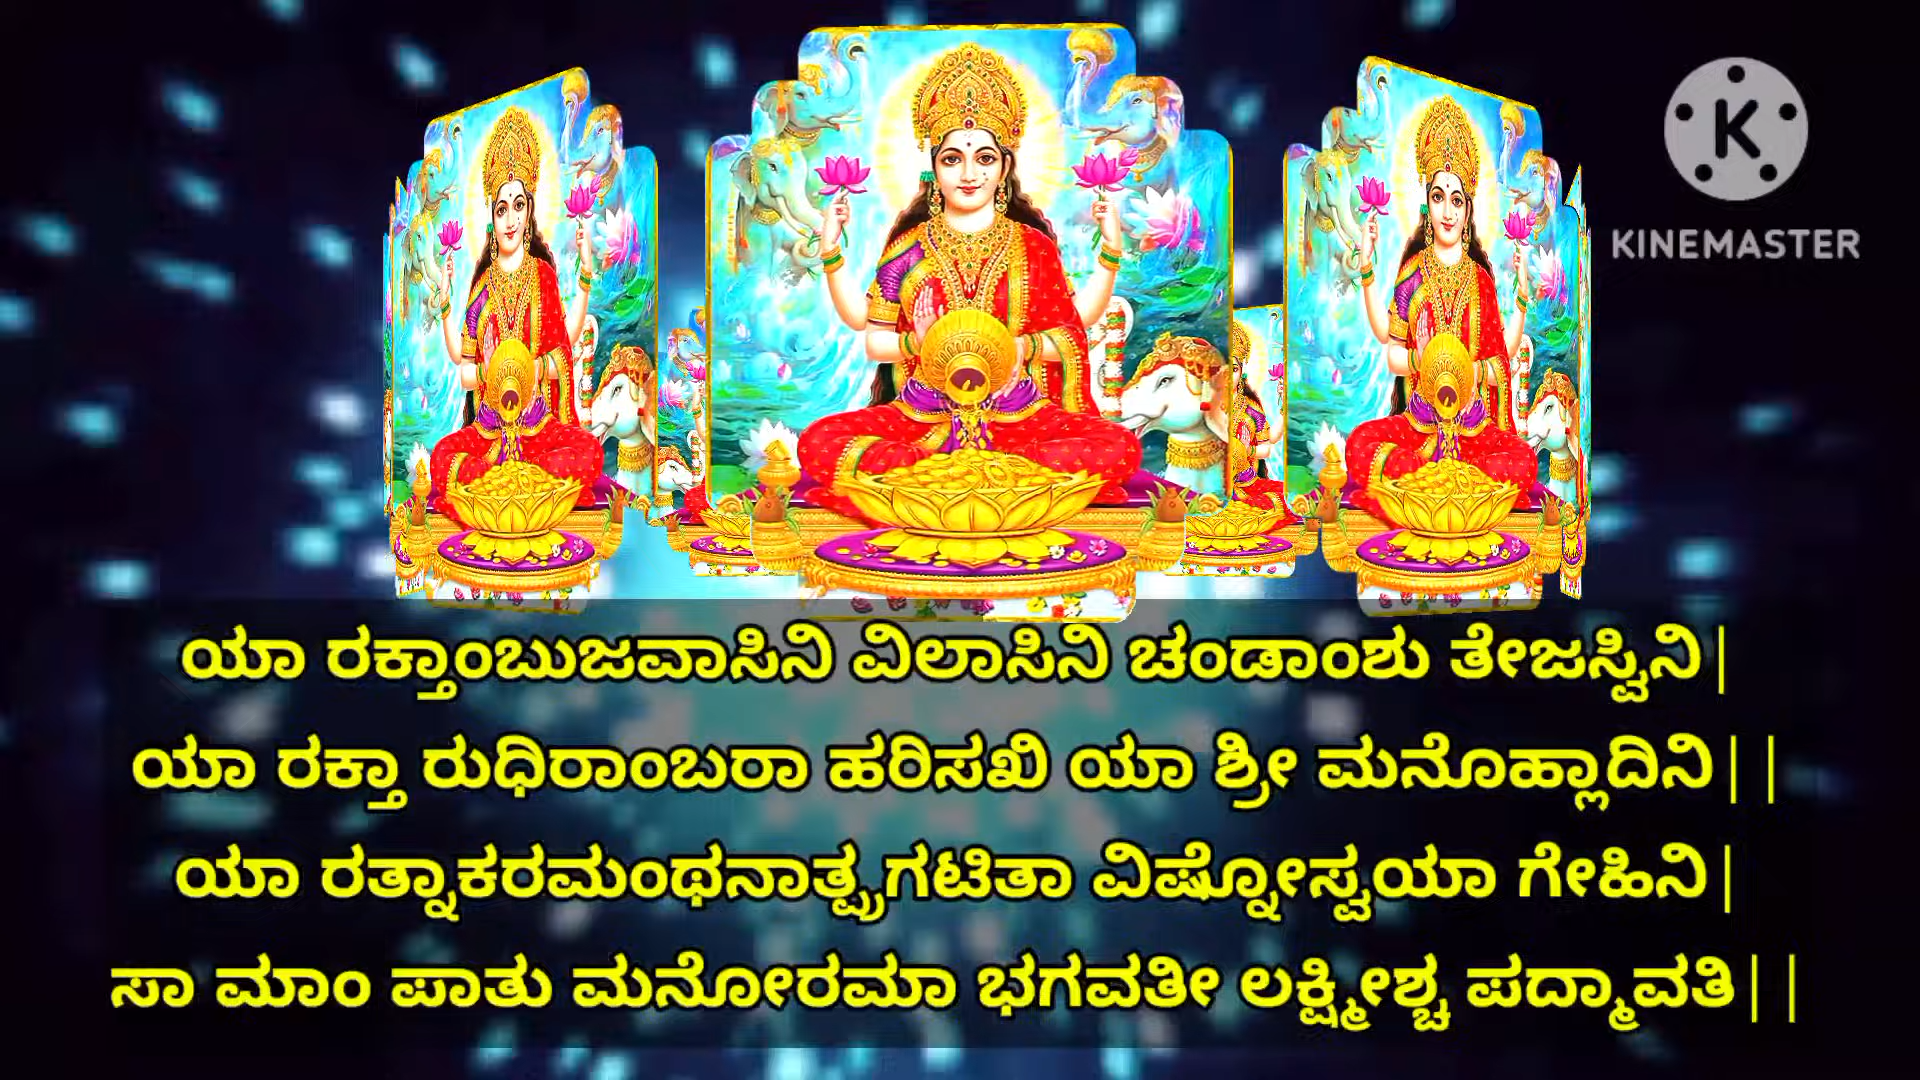 KINEMASTER
ಯಾ ರಕ್ತಾಂಬುಜವಾಸಿನಿ ವಿಲಾಸಿನಿ ಚಂಡಾಂಶು ತೇಜಸ್ವಿನಿ|
ಯಾ ರಕ್ತಾ ರುಧಿರಾಂಬರಾ ಹರಿಸಖಿ ಯಾ ಶ್ರೀ ಮನೊಹ್ಲಾದಿನಿ||
ಯಾ ರತ್ನಾಕರಮಂಥನಾತ್ಪ್ರಗಟಿತಾ ವಿಷ್ನೋಸ್ವಯಾ ಗೇಹಿನಿ|
ಸಾ ಮಾಂ ಪಾತು ಮನೋರಮಾ ಭಗವತೀ ಲಕ್ಷ್ಮೀಶ್ಚ ಪದ್ಮಾವತಿ||